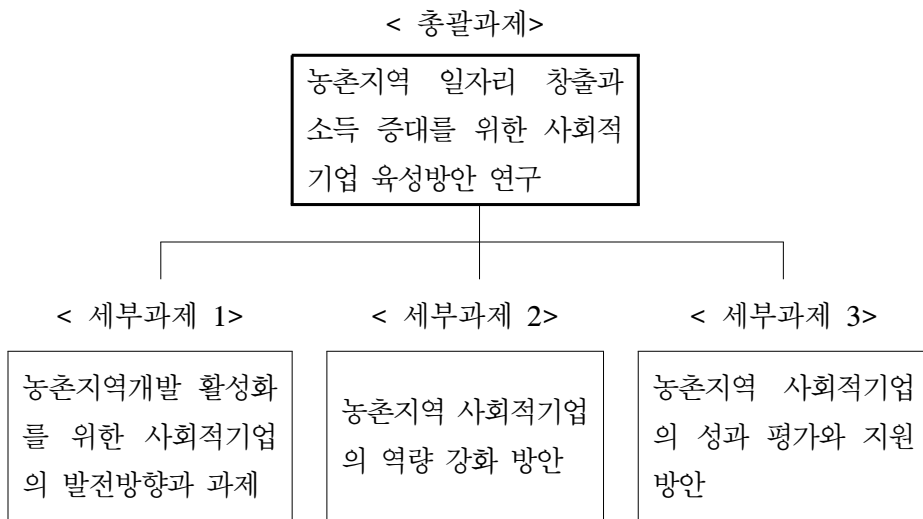 < 총괄과제>
농촌지역 일자리 창출과
소득 증대를 위한 사회적
기업 육성방안 연구
< 세부과제 1>
농촌지역개발 활성화
를 위한 사회적기업
의 발전방향과 과제
< 세부과제 2>
농촌지역 사회적기업
의 역량 강화 방안
< 세부과제 3>
농촌지역 사회적기업
의 성과 평가와 지원
방안